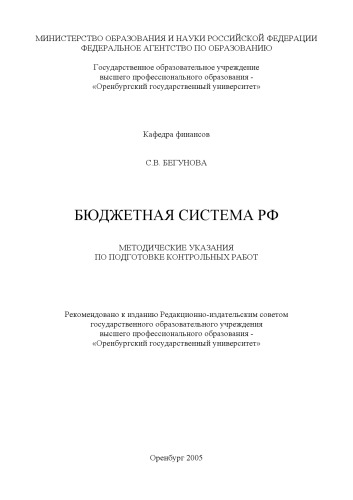 МИНИСТЕРСТВО ОБРАЗОВАНИЯ И НАУКИ РОССИЙСКОЙ ФЕДЕРАЦИИ
ФЕДЕРАЛЬНОЕ АГЕНТСТВО ПО ОБРАЗОВАНИЮ
Государственное образовательное учреждение
высшего профессионального образования -
«Оренбургский государственный университет»
Кафедра финансов
С.В. БЕГУНОВА
БЮДЖЕТНАЯ СИСТЕМА РФ
МЕТОДИЧЕСКИЕ УКАЗАНИЯ
ПО ПОДГОТОВКЕ КОНТРОЛЬНЫХ РАБОТ
Рекомендовано к изданию Редакционно-издательским советом
государственного образовательного учреждения
высшего профессионального образования -
«Оренбургский государственный университет»
Оренбург 2005